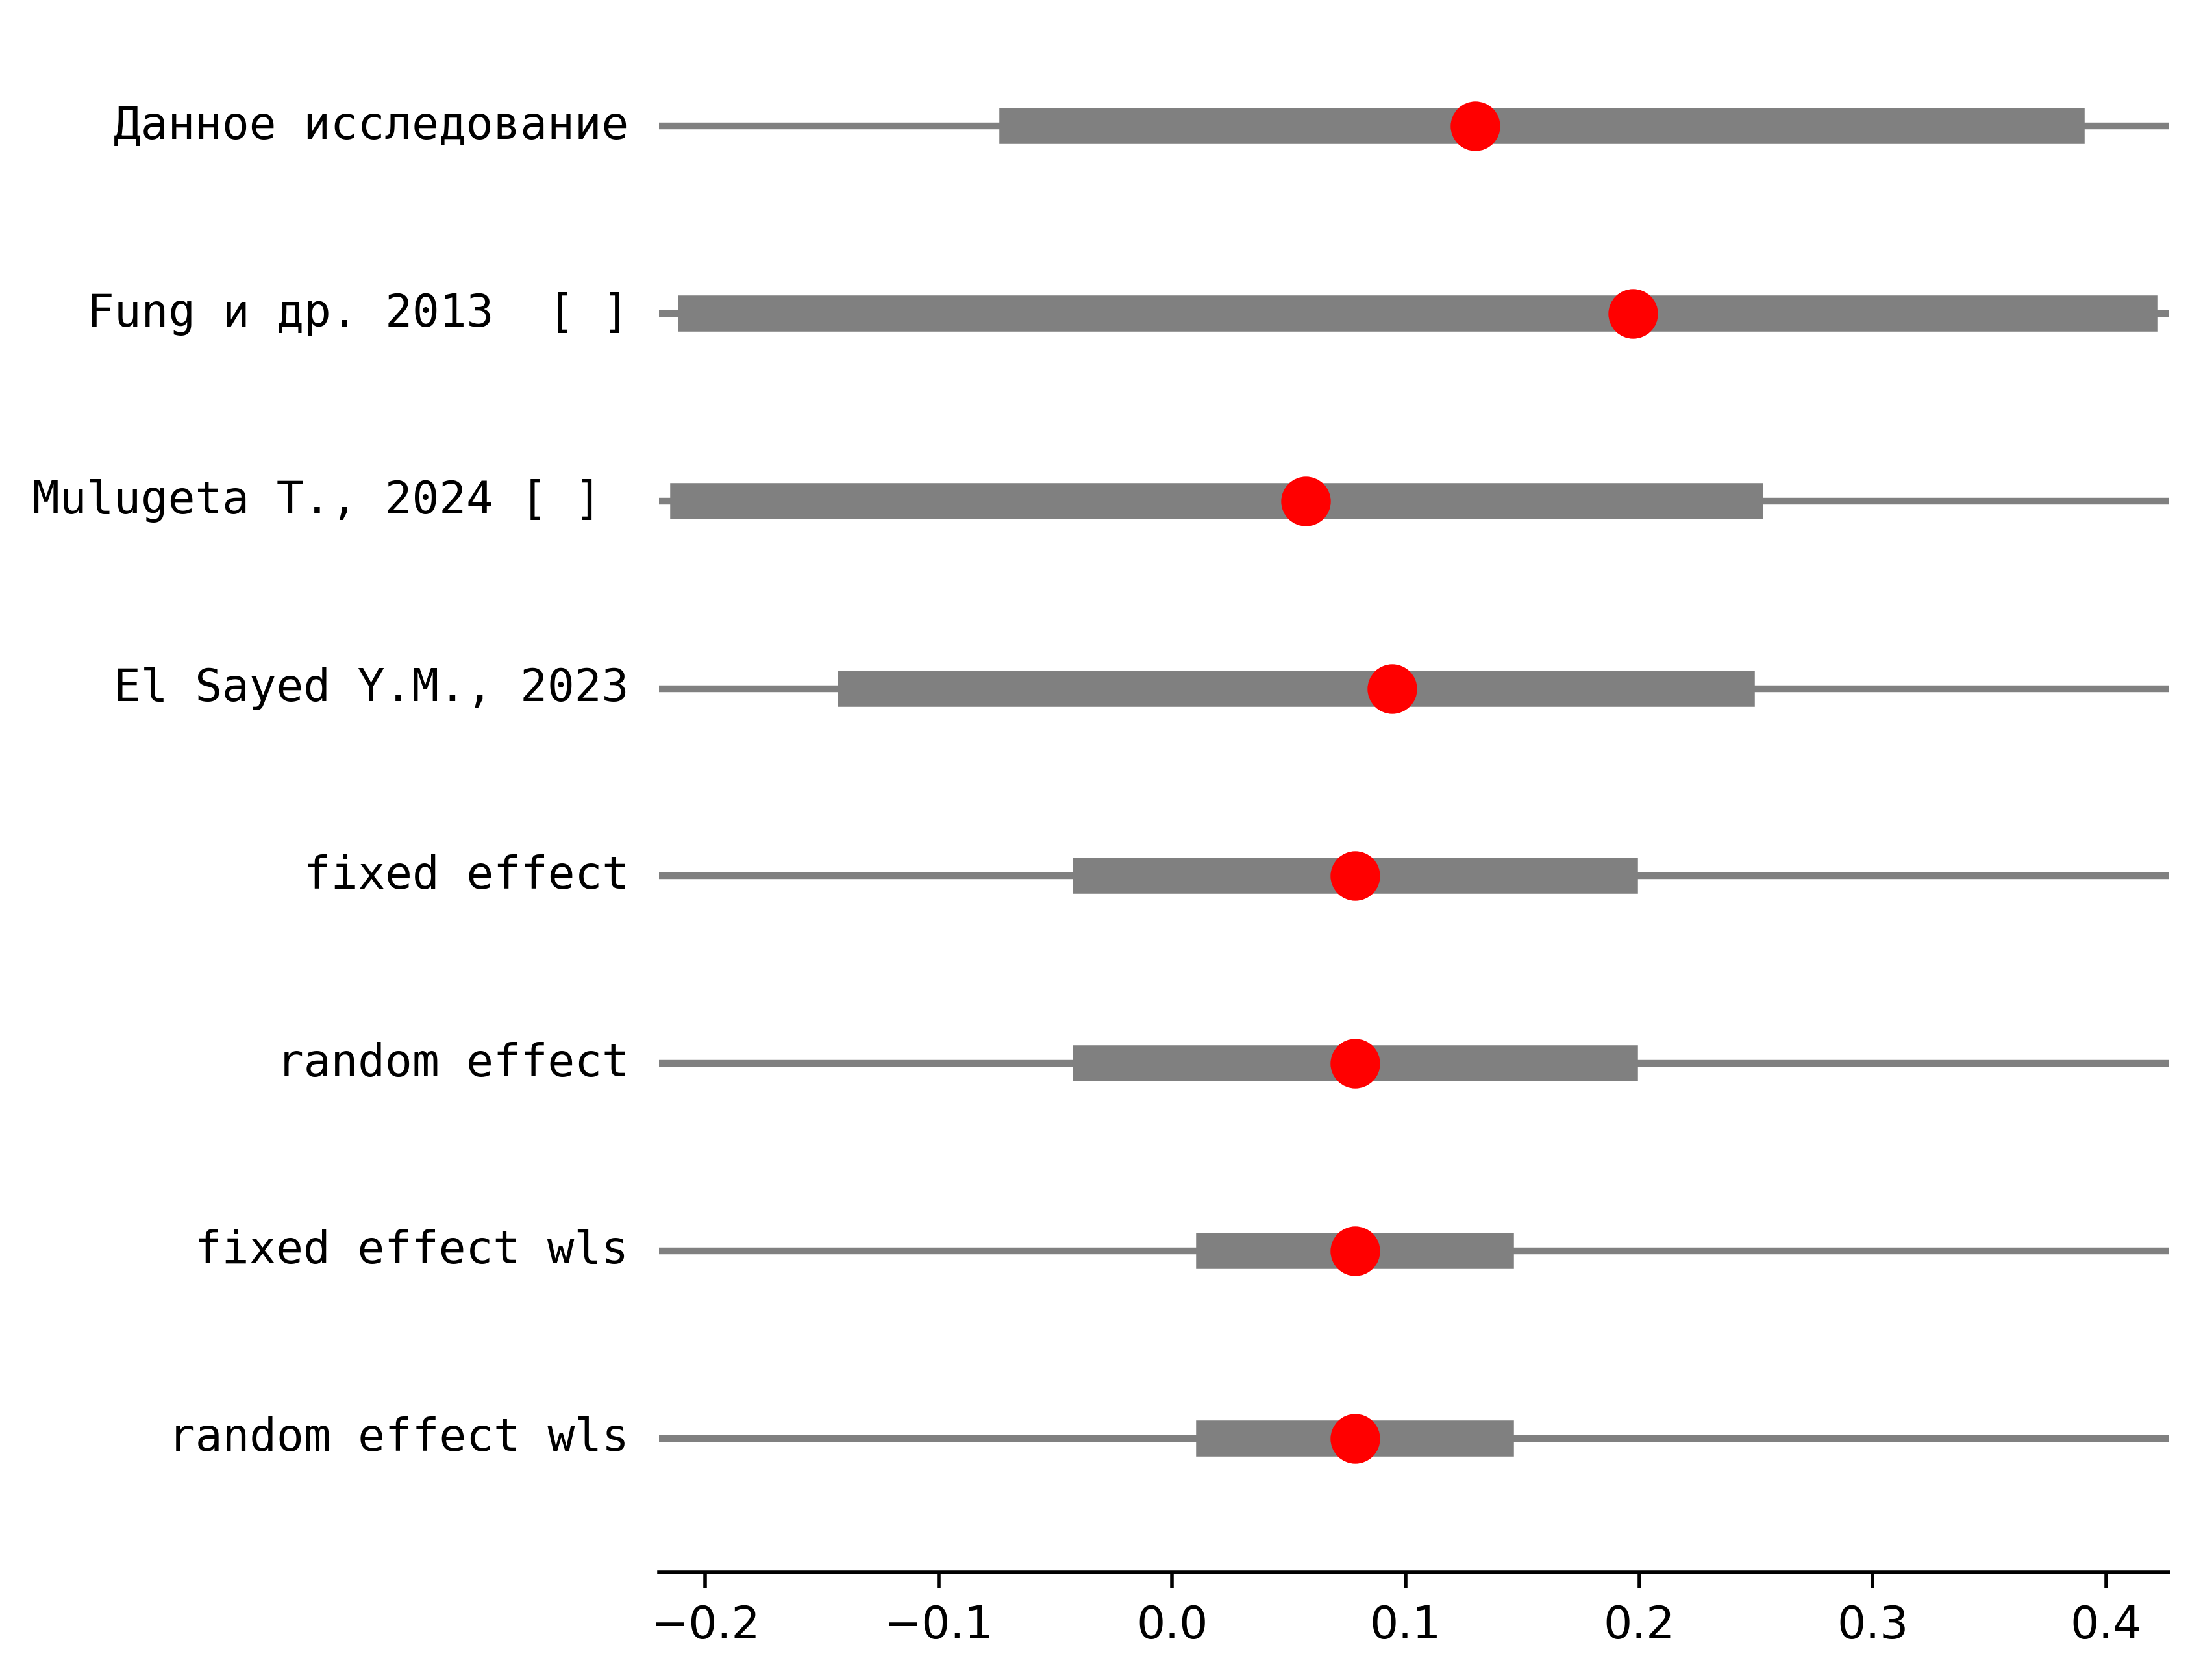 Данное исследование
Fung и др. 2013  [ ]
Mulugeta T., 2024 [ ]
El Sayed Y.M., 2023
fixed effect
random effect
fixed effect wls
random effect wls
−0.2 −0.1 0.0 0.1 0.2 0.3 0.4